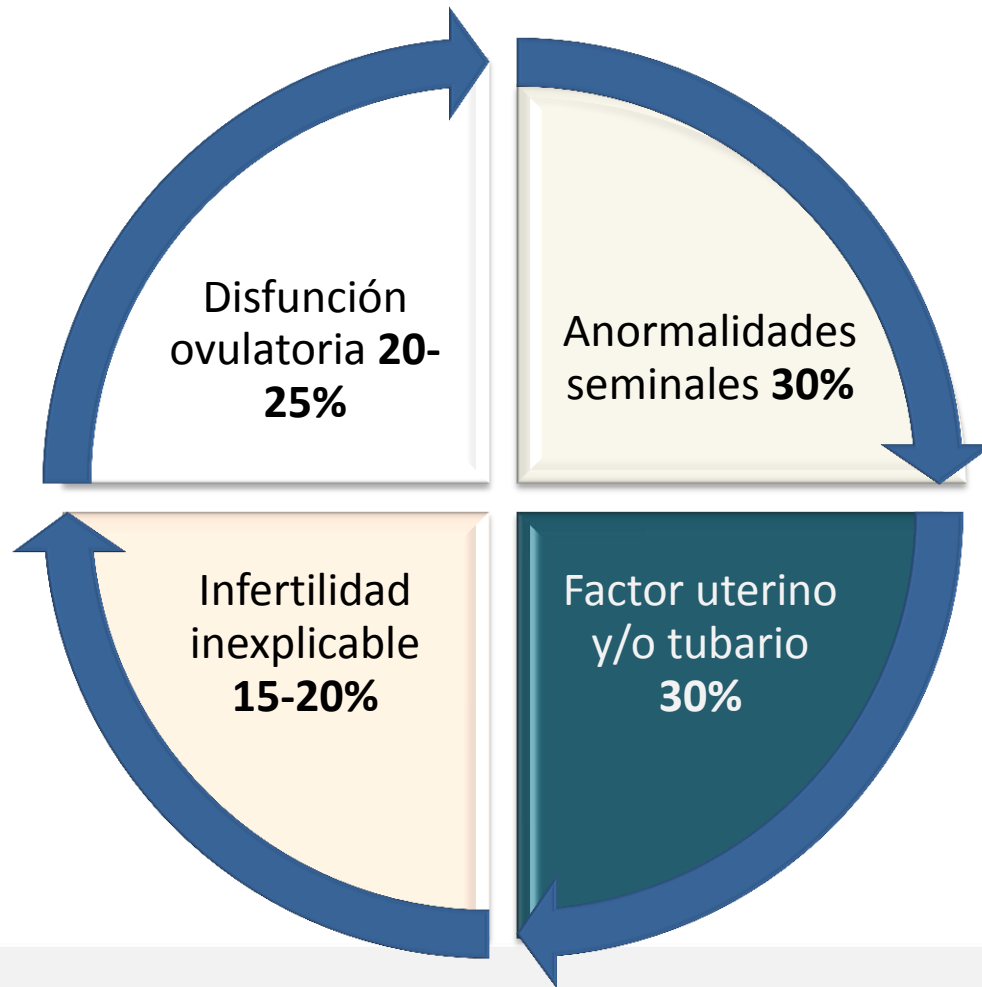 Disfunción
ovulatoria 20-
25%
Anormalidades
seminales 30%
Infertilidad
inexplicable
15-20%
Factor uterino
y/o tubario
30%